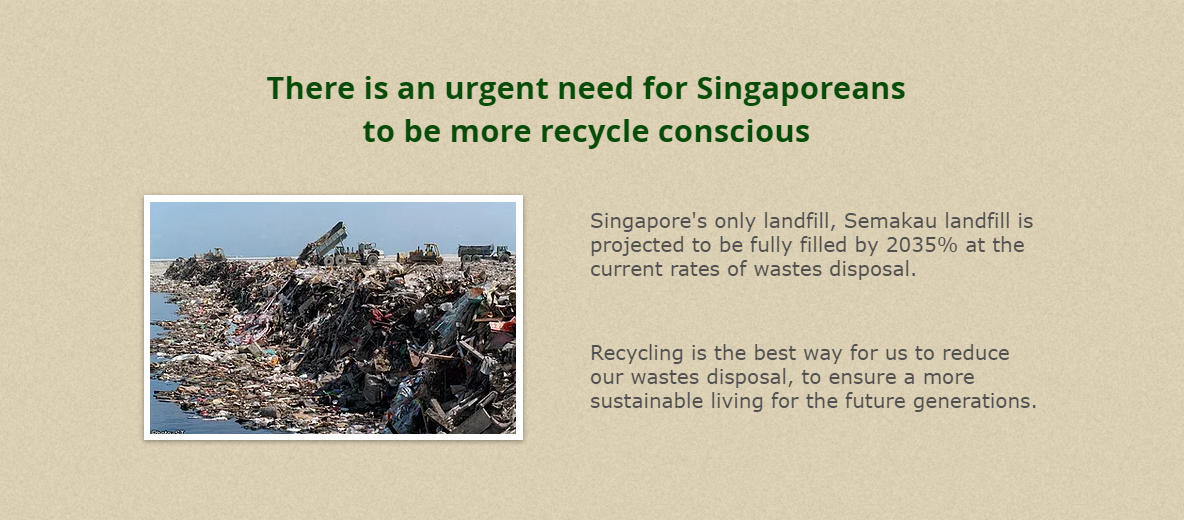 There is an urgent need for Singaporeans
to be more recycle conscious
Singapore's only landfill, Semakau landfill is
projected to be fully filled by 2035% at the
current rates of wastes disposal.
Recycling is the best way for us to reduce
our wastes disposal, to ensure a more
sustainable living for the future generations.